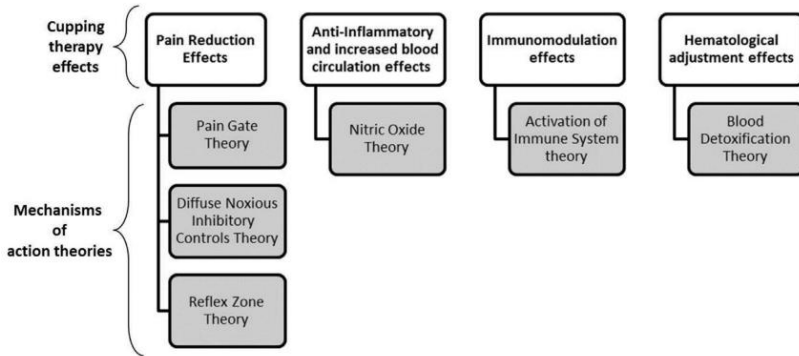 Cupping
therapy
effects
Pain Reduction
Effects
Anti-Inflammatory
and increased blood
circulation effects
Immunomodulation
effects
Hematological
adjustment effects
Mechanisms
of
action theories
Pain Gate
Theory
Diffuse Noxious
Inhibitory
Controls Theory
Reflex Zone
Theory
Nitric Oxide
Theory
Activation of
Immune System
theory
Blood
Detoxification
Theory